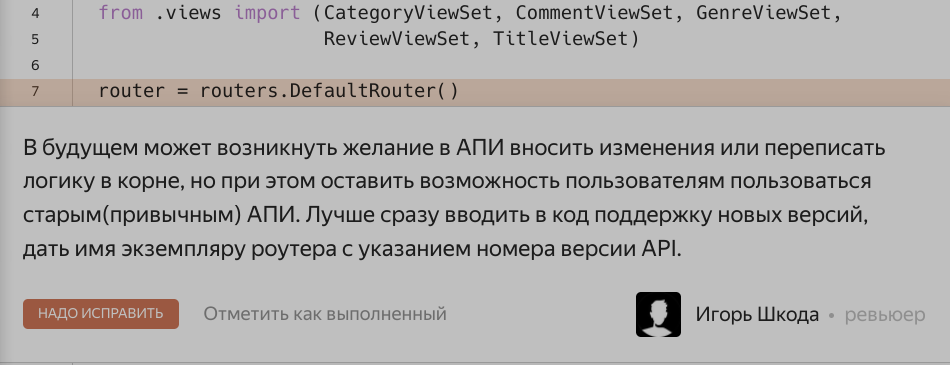 4 from .views import (CategoryViewSet, CommentViewSet, GenreViewSet,
5 ReviewViewSet, TitleViewSet)
6
7 router = routers.DefaultRouter()
В будущем может возникнуть желание в АПИ вносить изменения или переписать
логику в корне, но при этом оставить возможность пользователям пользоваться
старым(привычным) АПИ. Лучше сразу вводить в код поддержку новых версий,
дать имя экземпляру роутера с указанием номера версии API.
НАДО ИСПРАВИТЬ Отметить как выполненный Игорь Шкода • ревьюер